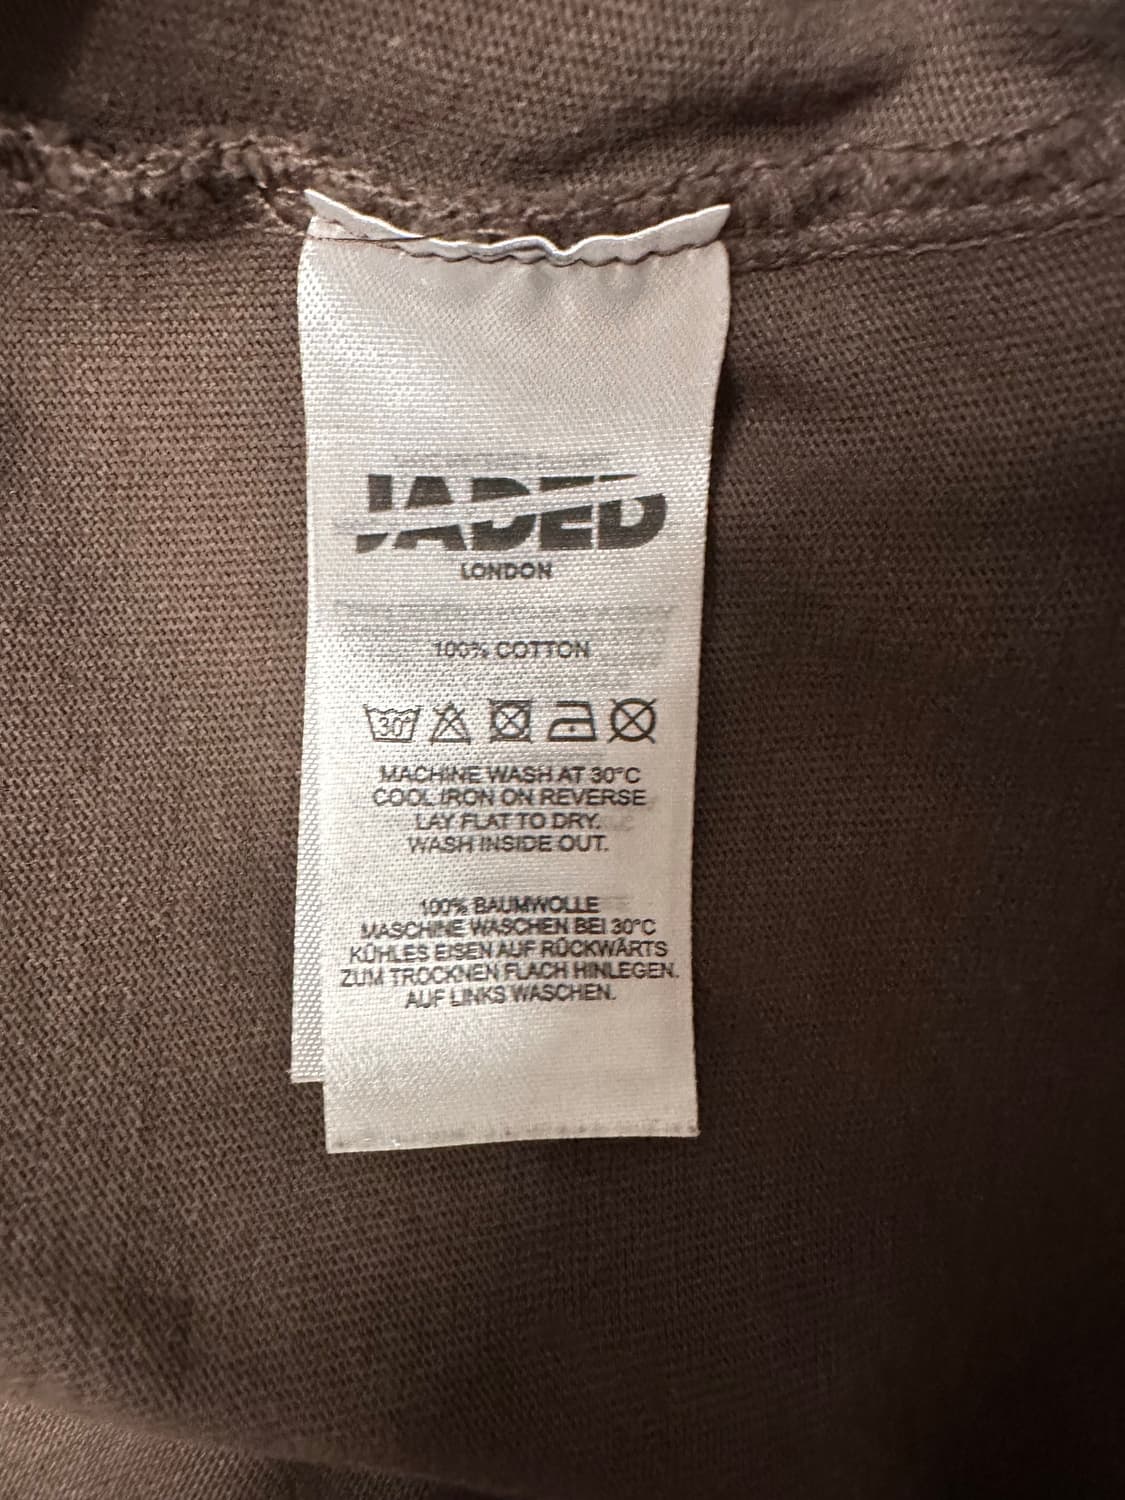 JADED
LONDON
100% COTTON
30°
MACHINE WASH AT 30°C
COOL IRON ON REVERSE
LAY FLAT TO DRY.
WASH INSIDE OUT.
100% BAUMWOLLE
MASCHINE WASCHEN BEI 30°C
KÜHLES EISEN AUF RÜCKWÄRTS
ZUM TROCKNEN FLACH HINLEGEN.
AUF LINKS WASCHEN.